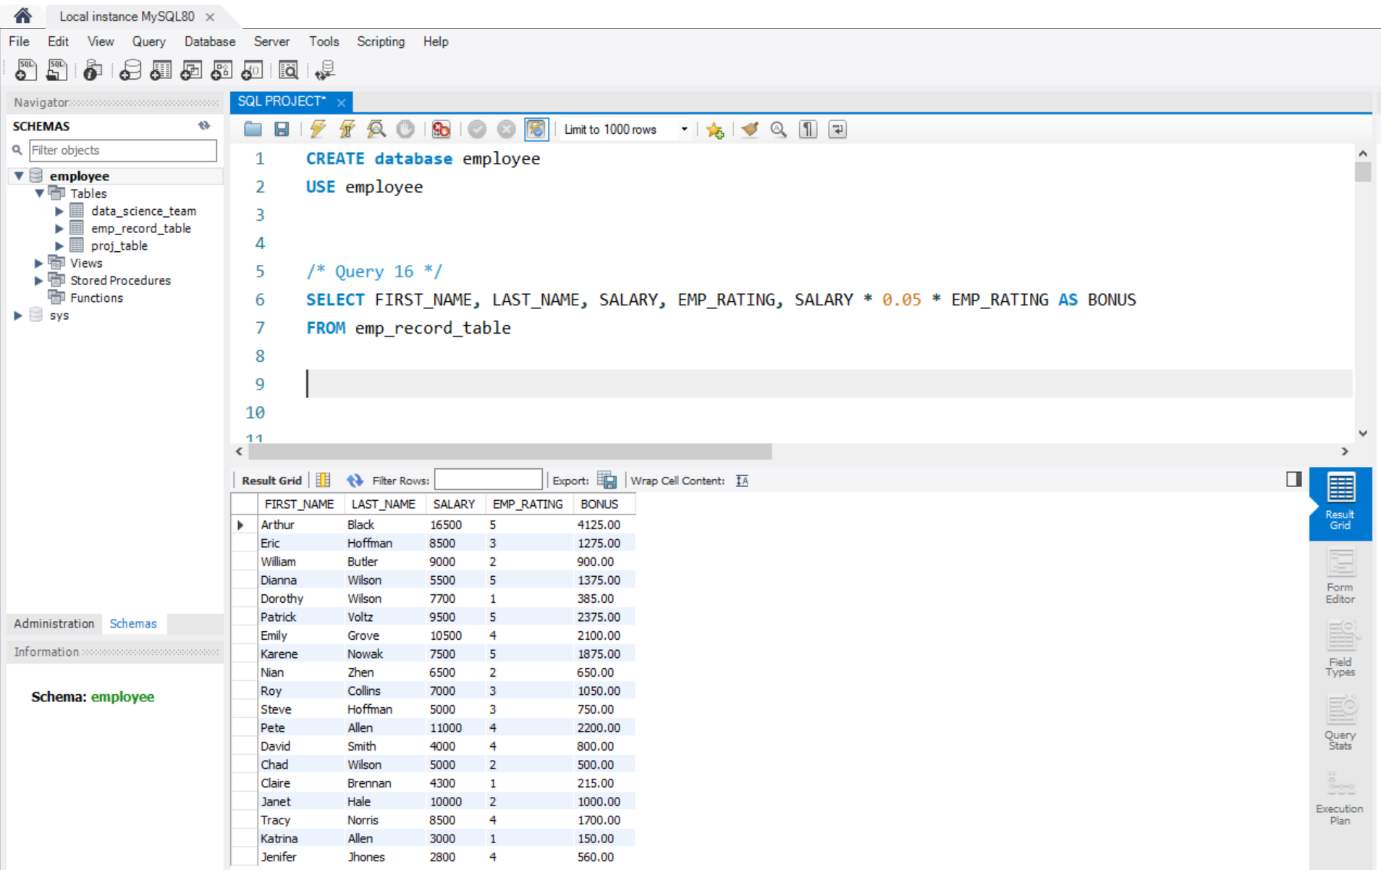 Local instance MySQL80
File Edit View Query Database Server Tools Scripting Help
Navigator
SCHEMAS
Filter objects
employee
Tables
data_science_team
emp_record_table
proj_table
Views
Stored Procedures
Functions
sys
Administration Schemas
Information
Schema: employee
SQL PROJECT*
Limit to 1000 rows
1 CREATE database employee
2 USE employee
3
4
5 /* Query 16 */
6 SELECT FIRST_NAME, LAST_NAME, SALARY, EMP_RATING, SALARY * 0.05 * EMP_RATING AS BONUS
7 FROM emp_record_table
8
9
10
11
Result Grid Filter Rows: Export: Wrap Cell Content: IA
FIRST_NAME LAST_NAME SALARY EMP_RATING BONUS
Arthur Black 16500 5 4125.00
Eric Hoffman 8500 3 1275.00
William Butler 9000 2 900.00
Dianna Wilson 5500 5 1375.00
Dorothy Wilson 7700 1 385.00
Patrick Voltz 9500 5 2375.00
Emily Grove 10500 4 2100.00
Karene Nowak 7500 5 1875.00
Nian Zhen 6500 2 650.00
Roy Collins 7000 3 1050.00
Steve Hoffman 5000 3 750.00
Pete Allen 11000 4 2200.00
David Smith 4000 4 800.00
Chad Wilson 5000 2 500.00
Claire Brennan 4300 1 215.00
Janet Hale 10000 2 1000.00
Tracy Norris 8500 4 1700.00
Katrina Allen 3000 1 150.00
Jenifer Jhones 2800 4 560.00
Result
Grid
Form
Editor
Field
Types
Query
Stats
Execution
Plan